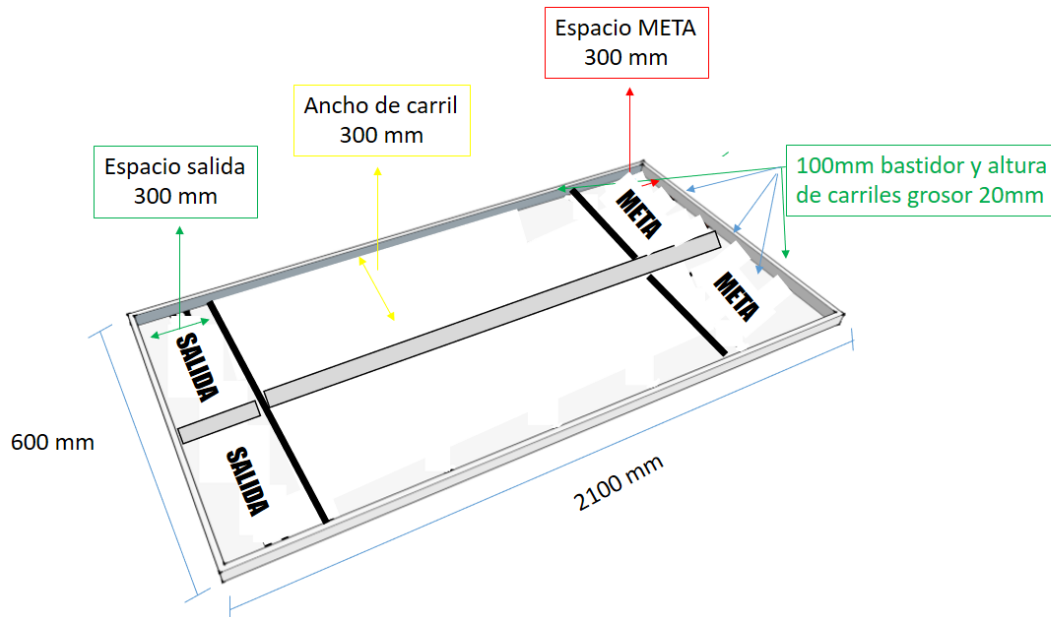 Espacio META
300 mm
Ancho de carril
300 mm
Espacio salida
300 mm
100mm bastidor y altura
de carriles grosor 20mm
META
META
SALIDA
SALIDA
600 mm
2100 mm